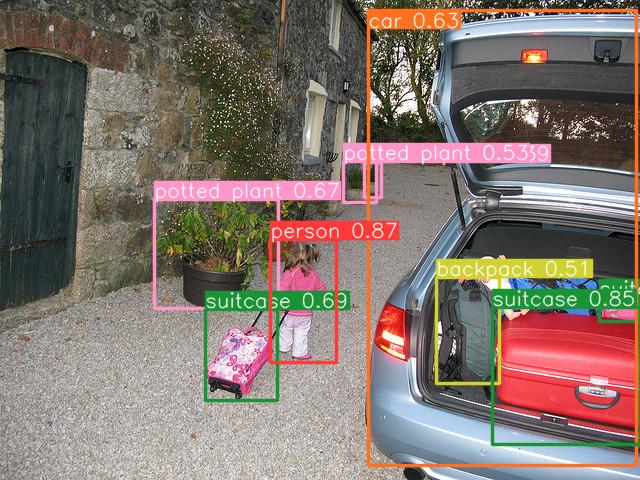 car 0.63
potted plant 0.5339
potted plant 0.67
person 0.87
backpack 0.51
suitcase 0.69
suitcase 0.85